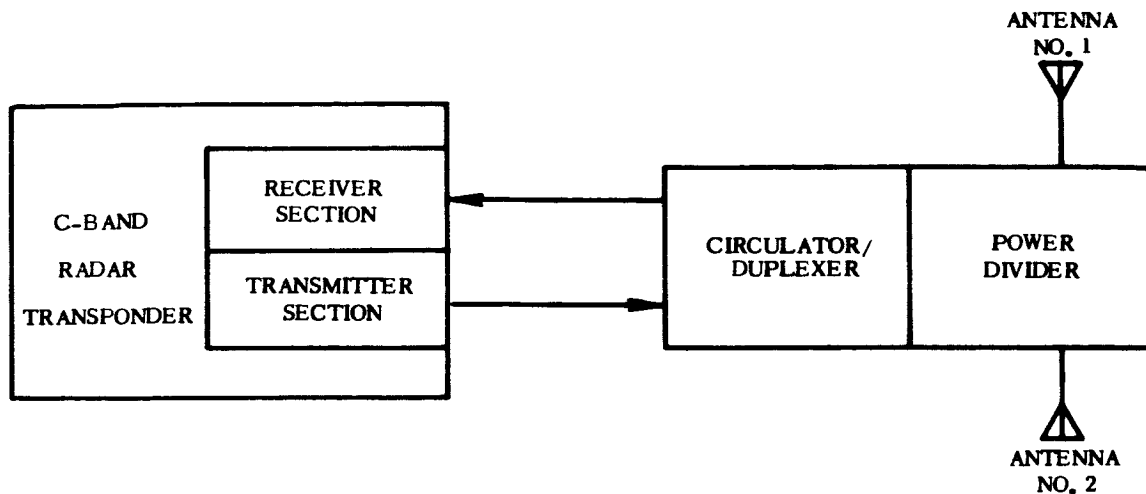 ANTENNA
NO. 1
C-BAND
RADAR
TRANSPONDER
RECEIVER
SECTION
TRANSMITTER
SECTION
CIRCULATOR/
DUPLEXER
POWER
DIVIDER
ANTENNA
NO. 2